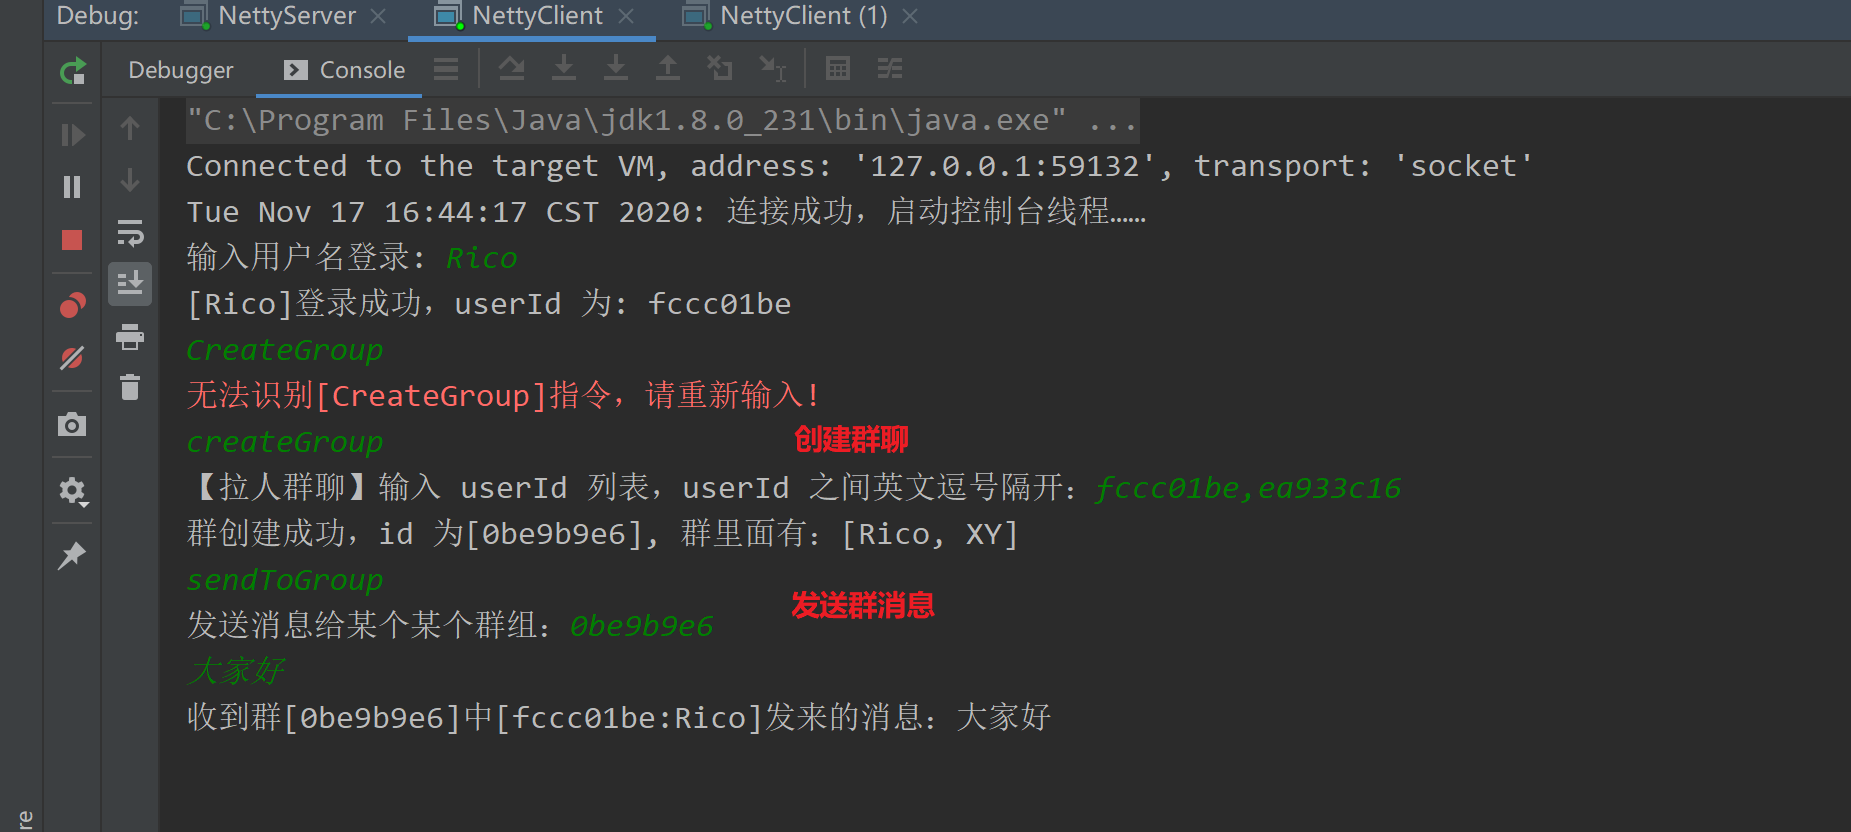 Debug: NettyServer NettyClient NettyClient (1)
Debugger Console
"C:\Program Files\Java\jdk1.8.0_231\bin\java.exe" ...
Connected to the target VM, address: '127.0.0.1:59132', transport: 'socket'
Tue Nov 17 16:44:17 CST 2020: 连接成功，启动控制台线程……
输入用户名登录: Rico
[Rico]登录成功，userId 为: fccc01be
CreateGroup
无法识别[CreateGroup]指令，请重新输入!
createGroup
创建群聊
【拉人群聊】输入 userId 列表，userId 之间英文逗号隔开：fccc01be,ea933c16
群创建成功，id 为[0be9b9e6], 群里面有：[Rico, XY]
sendToGroup
发送群消息
发送消息给某个某个群组：0be9b9e6
大家好
收到群[0be9b9e6]中[fccc01be:Rico]发来的消息：大家好
re